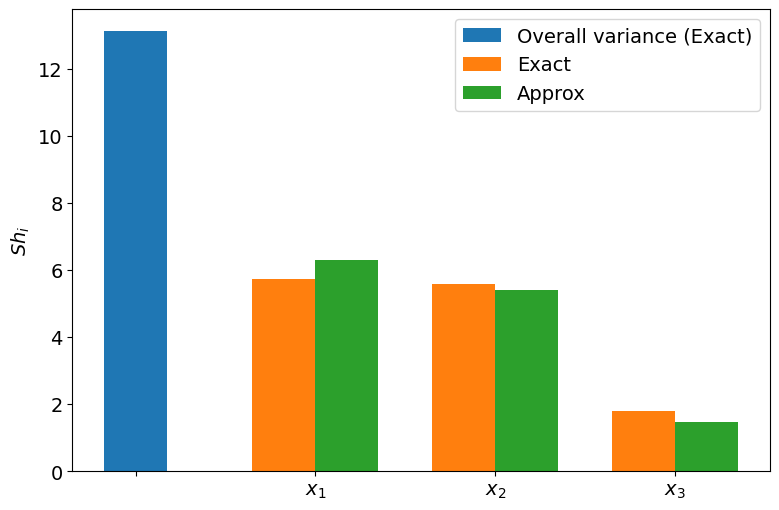 Overall variance (Exact)
Exact
Approx
12
10
8
6
4
2
0
Sh_i
x_1
x_2
x_3